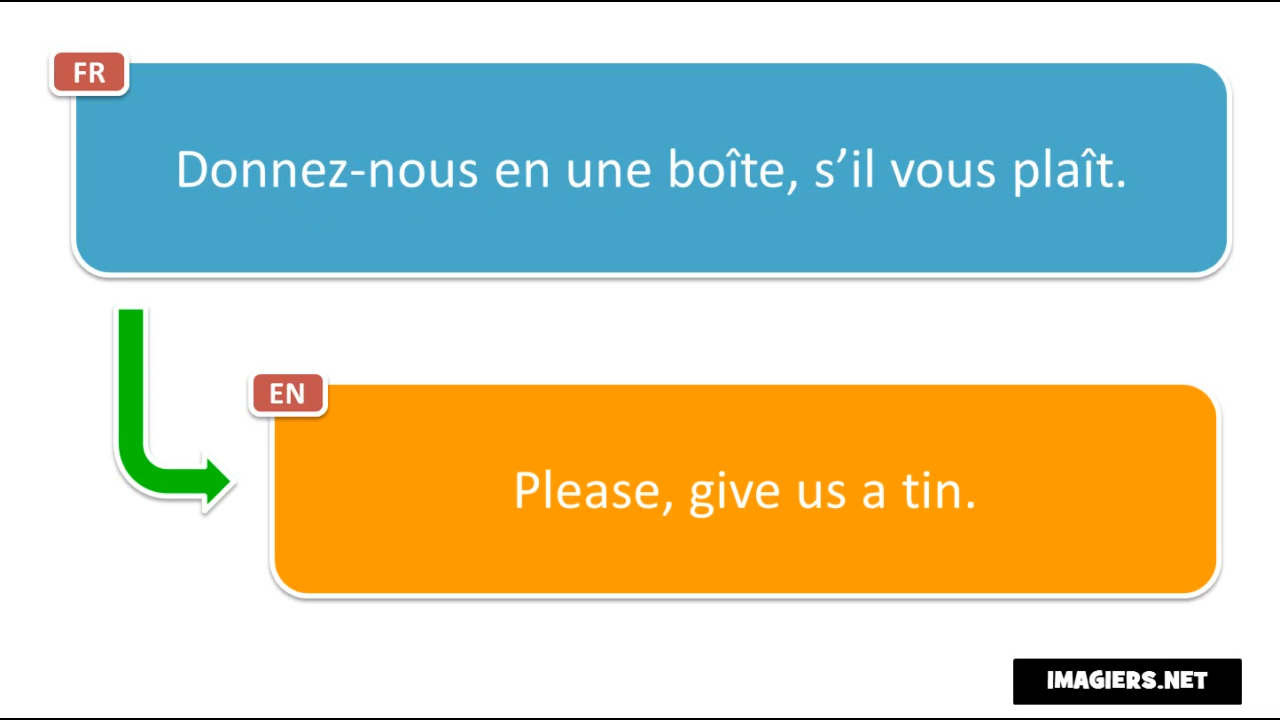 FR
Donnez-nous en une boîte, s’il vous plaît.
EN
Please, give us a tin.
IMAGIERS.NET